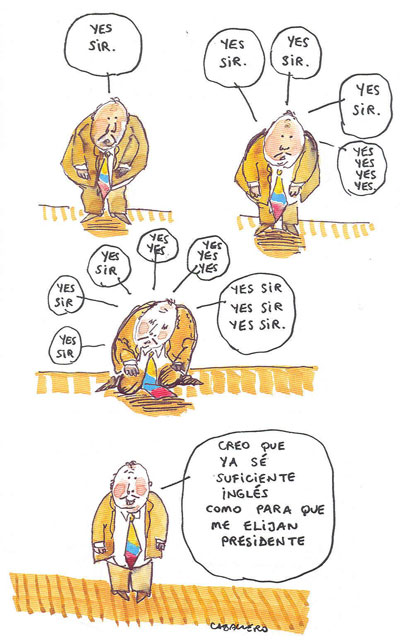 YES
SIR.
YES
SIR.
YES
SIR.
YES
SIR.
YES
YES
YES
YES.
YES
SIR
YES
SIR
YES
SIR
YES
YES
YES
YES
YES
YES SIR
YES SIR
YES SIR.
CREO QUE
YA SÉ
SUFICIENTE
INGLÉS
COMO PARA QUE
ME ELIJAN
PRESIDENTE
CABALLERO